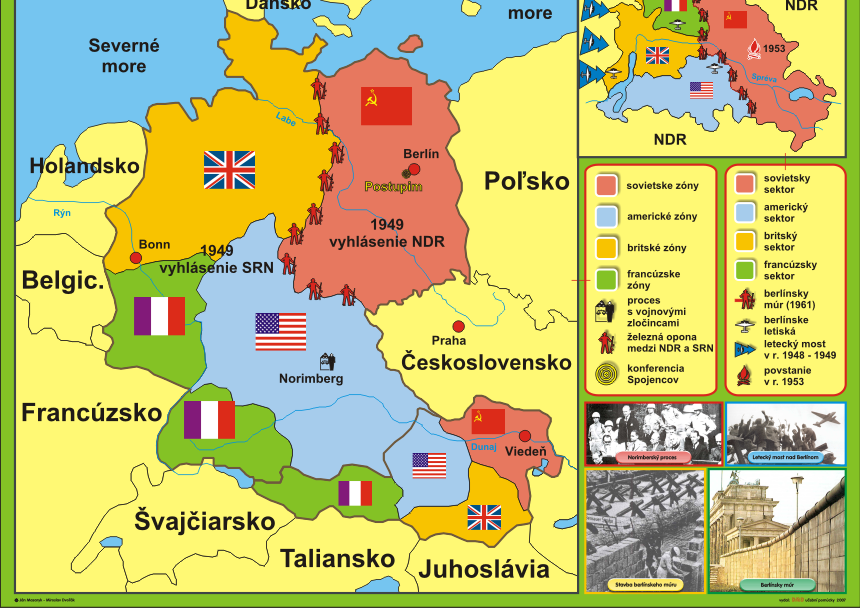 Dánsko
more
Severné
more
Holandsko
Rýn
Labe
Berlín
Postupim
Poľsko
Bonn
1949
vyhlásenie SRN
1949
vyhlásenie NDR
Belgic.
Praha
Československo
Norimberg
Francúzsko
Dunaj
Viedeň
Švajčiarsko
Taliansko
Juhoslávia
NDR
1953
Spréva
NDR
sovietske zóny
americké zóny
britské zóny
francúzske
zóny
proces
s vojnovými
zločincami
železná opona
medzi NDR a SRN
konferencia
Spojencov
sovietsky
sektor
americký
sektor
britský
sektor
francúzsky
sektor
berlínsky
múr (1961)
berlínske
letiská
letecký most
v r. 1948 - 1949
povstanie
v r. 1953
Norimberský proces
Letecký most nad Berlínom
Stavba berlínskeho múru
Berlínsky múr